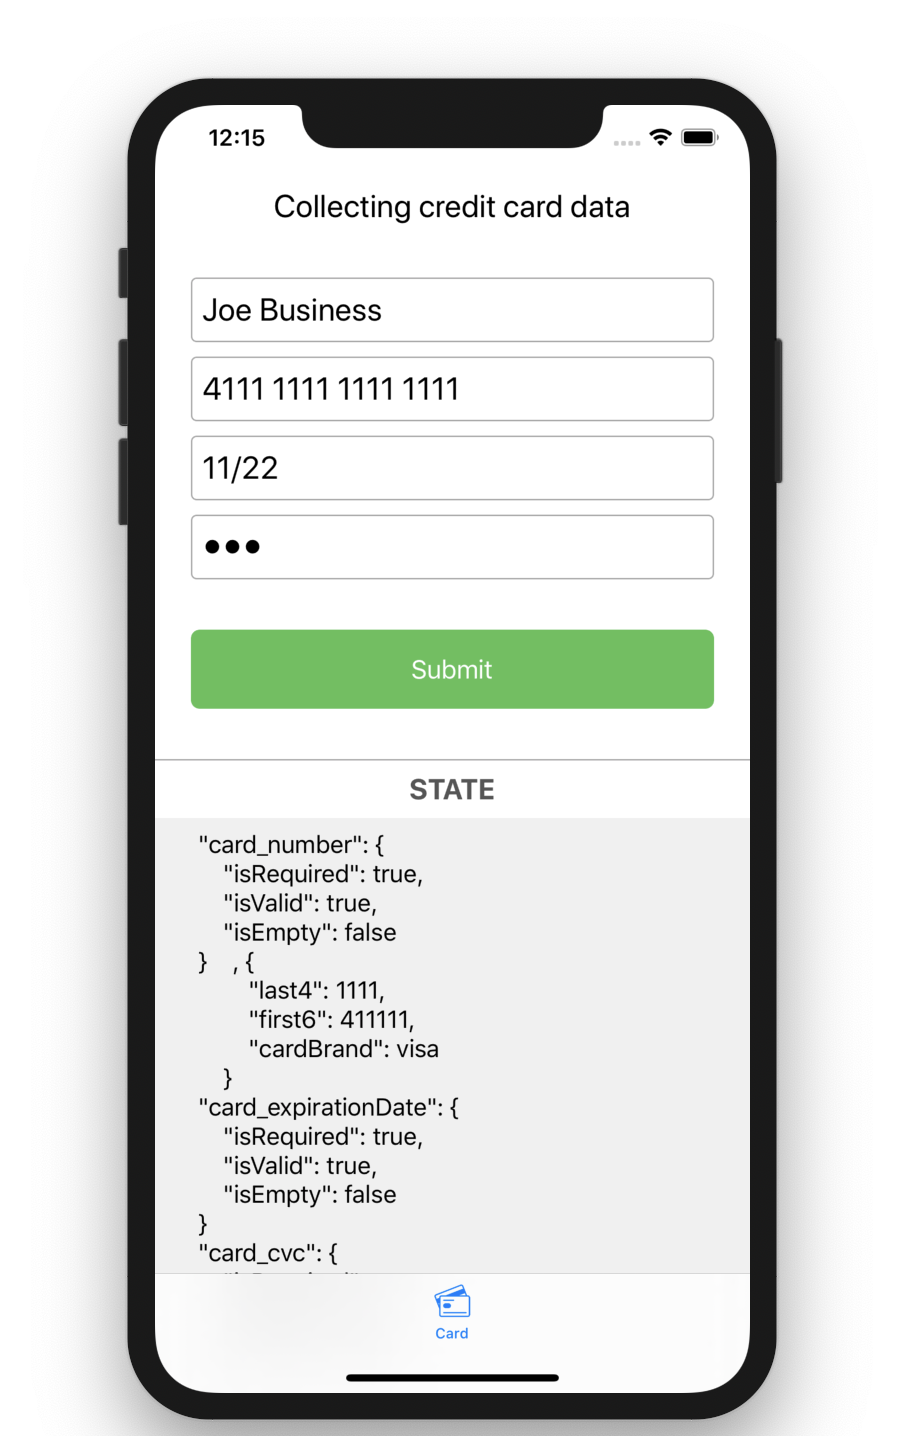 12:15
Collecting credit card data
Joe Business
4111 1111 1111 1111
11/22
•••
Submit
STATE
"card_number": {
"isRequired": true,
"isValid": true,
"isEmpty": false
} , {
"last4": 1111,
"first6": 411111,
"cardBrand": visa
}
"card_expirationDate": {
"isRequired": true,
"isValid": true,
"isEmpty": false
}
"card_cvc": {
Card